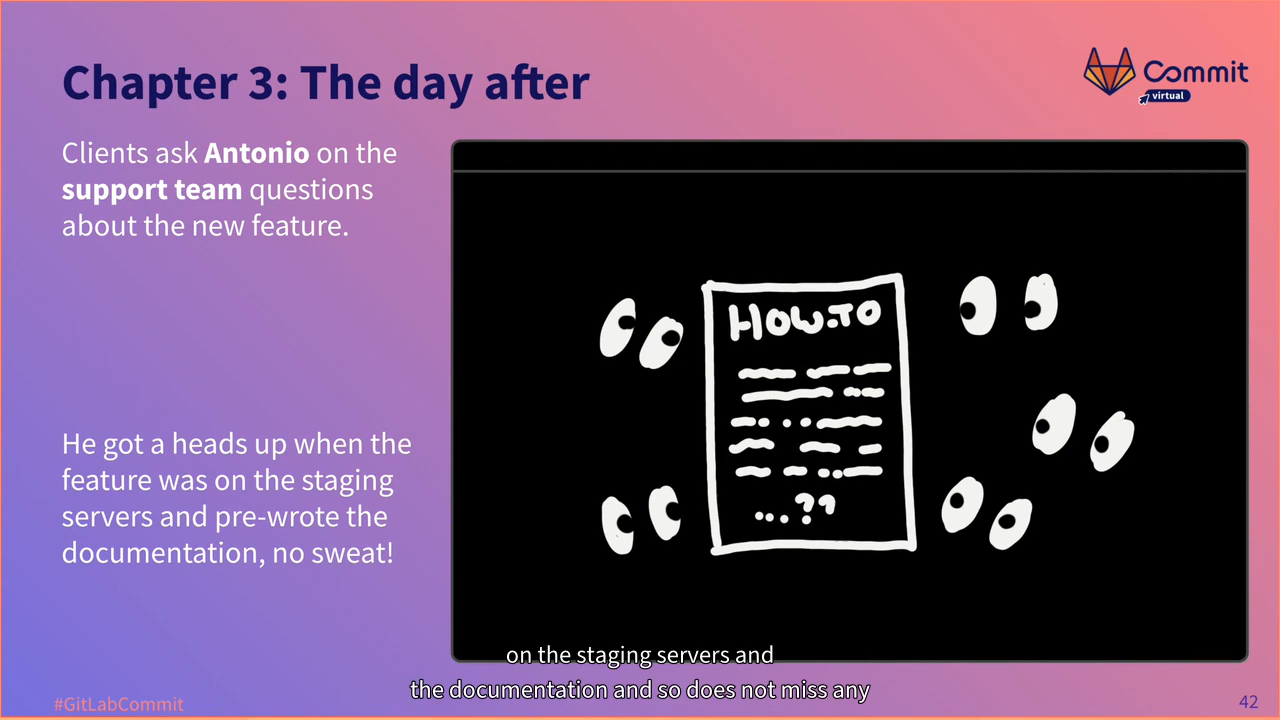 Chapter 3: The day after
Commit
virtual
Clients ask Antonio on the
support team questions
about the new feature.
He got a heads up when the
feature was on the staging
servers and pre-wrote the
documentation, no sweat!
HOW.TO
...??
on the staging servers and
the documentation and so does not miss any
#GitLabCommit
42